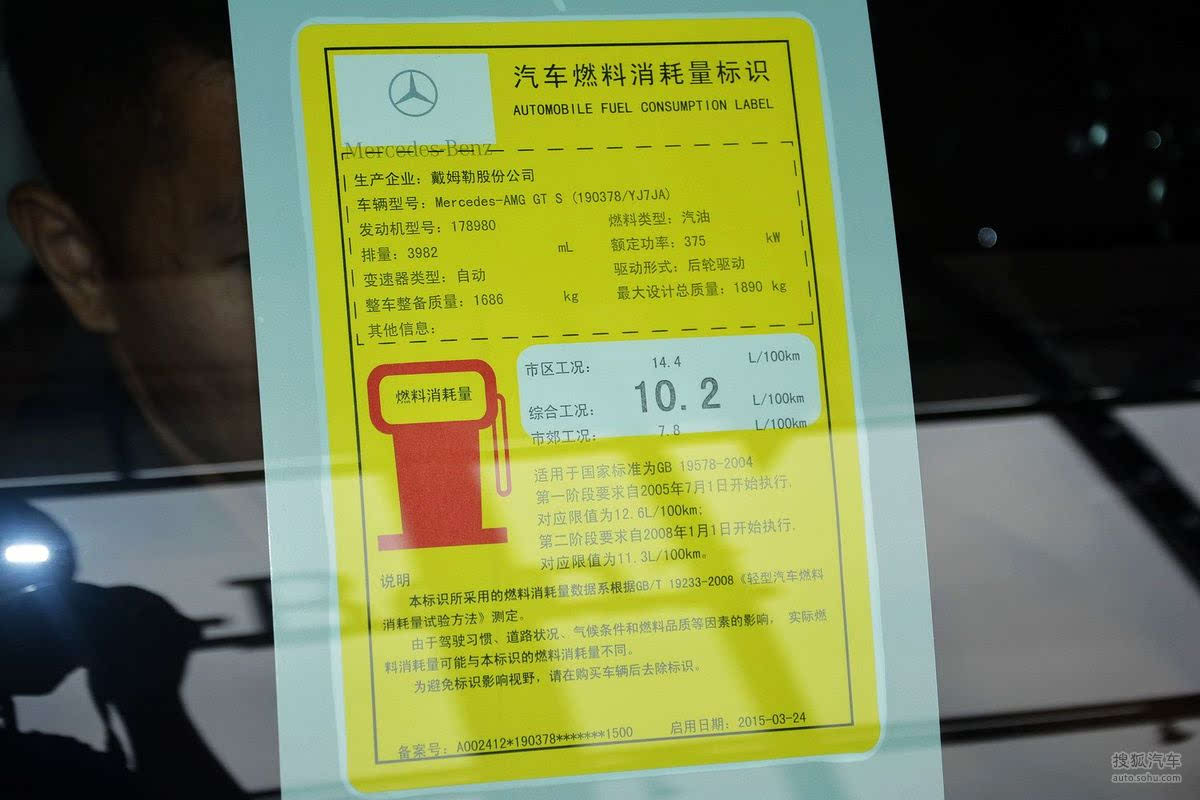 汽车燃料消耗量标识
AUTOMOBILE FUEL CONSUMPTION LABEL
Mercedes-Benz
生产企业: 戴姆勒股份公司
车辆型号: Mercedes-AMG GT S (190378/YJ7JA)
发动机型号: 178980 燃料类型: 汽油
排量: 3982 mL 额定功率: 375 kW
变速器类型: 自动 驱动形式: 后轮驱动
整车整备质量: 1686 kg 最大设计总质量: 1890 kg
其他信息:
燃料消耗量
市区工况: 14.4 L/100km
综合工况: 10.2 L/100km
市郊工况: 7.8 L/100km
适用于国家标准为GB 19578-2004
第一阶段要求自2005年7月1日开始执行,
对应限值为12.6L/100km;
第二阶段要求自2008年1月1日开始执行,
对应限值为11.3L/100km。
说明
本标识所采用的燃料消耗量数据系根据GB/T 19233-2008《轻型汽车燃料
消耗量试验方法》测定。
由于驾驶习惯、道路状况、气候条件和燃料品质等因素的影响, 实际燃
料消耗量可能与本标识的燃料消耗量不同。
为避免标识影响视野, 请在购买车辆后去除标识。
备案号: A002412*190378*******1500 启用日期: 2015-03-24
搜狐汽车
auto.sohu.com